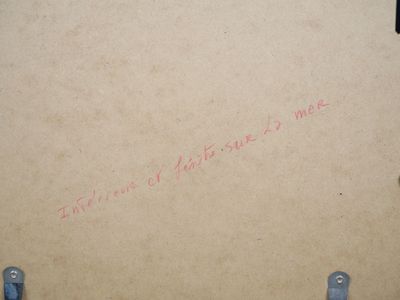 Intérieur et fenêtre sur la mer